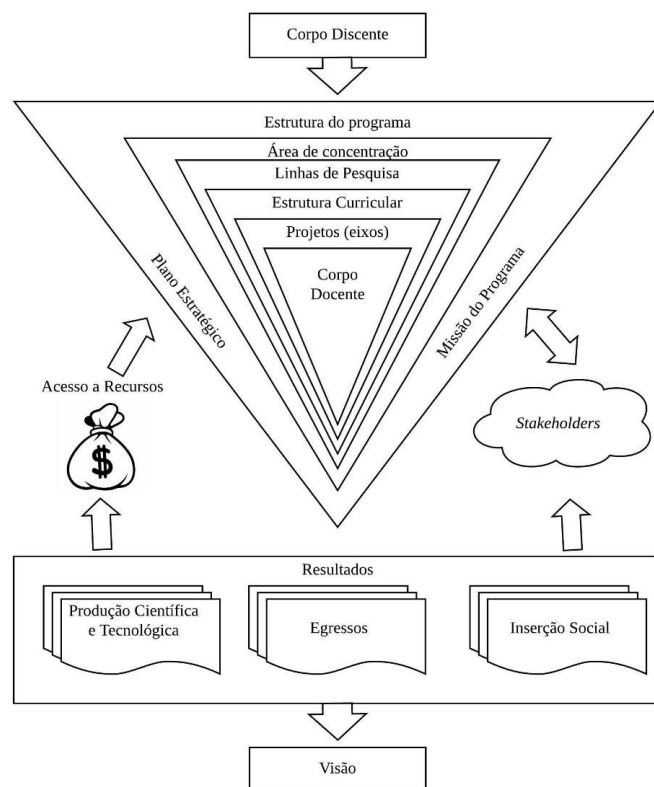 Corpo Discente
Estrutura do programa
Área de concentração
Linhas de Pesquisa
Estrutura Curricular
Projetos (eixos)
Corpo
Docente
Plano Estratégico
Missão do Programa
Acesso a Recursos
$
Stakeholders
Resultados
Produção Científica
e Tecnológica
Egressos
Inserção Social
Visão